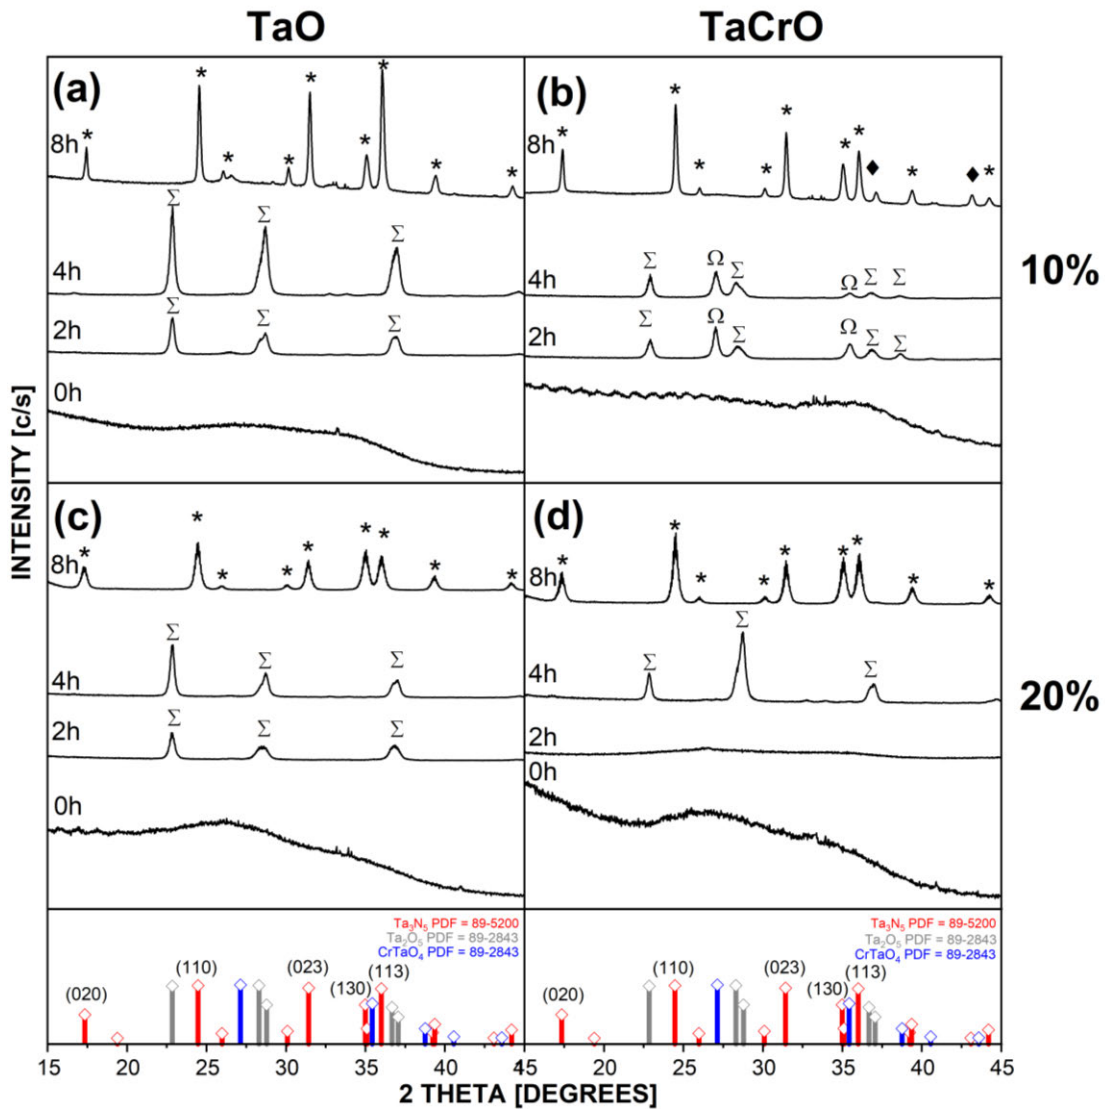 TaO TaCrO
(a) (b)
8h * * * * * * * * *
8h * * * * * * * ♦ * ♦ *
4h Σ Σ Σ
4h Σ Ω Σ Ω Σ Σ
10%
2h Σ Σ Σ
2h Σ Ω Σ Ω Σ Σ
0h
0h
INTENSITY [c/s]
(c) (d)
8h * * * * * * * * *
8h * * * * * * * * *
4h Σ Σ Σ
4h Σ Σ Σ
20%
2h Σ Σ Σ
2h
0h
0h
Ta₃N₅ PDF = 89-5200
Ta₂O₅ PDF = 89-2843
CrTaO₄ PDF = 89-2843
(020) (110) (023) (130) (113)
Ta₃N₅ PDF = 89-5200
Ta₂O₅ PDF = 89-2843
CrTaO₄ PDF = 89-2843
(020) (110) (023) (130) (113)
15 20 25 30 35 40 45 20 25 30 35 40 45
2 THETA [DEGREES]